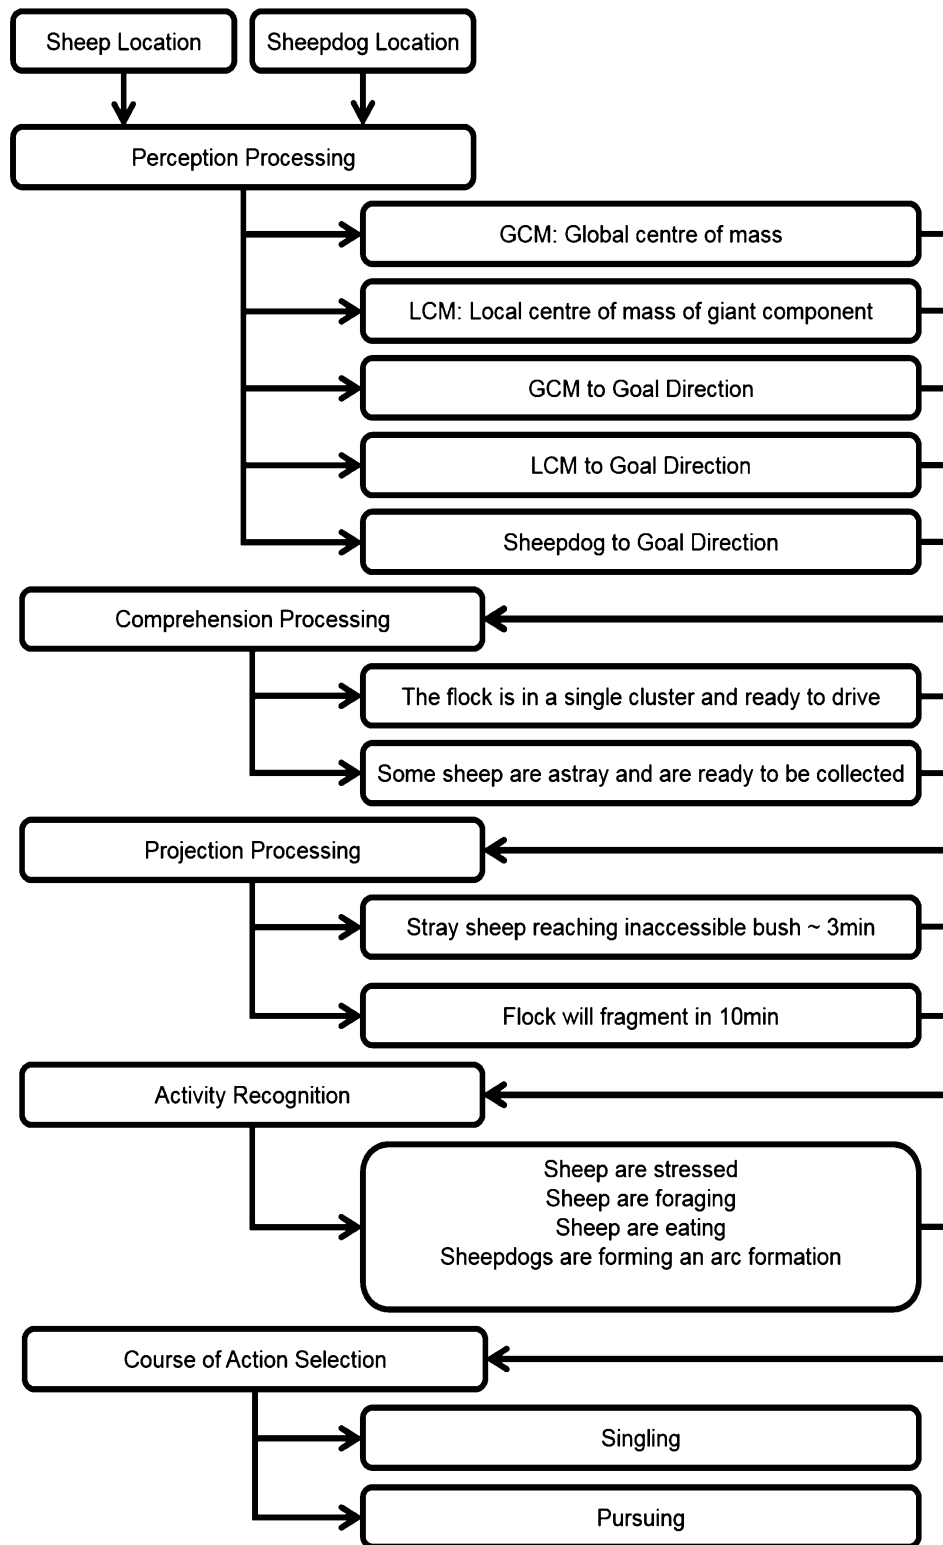 Sheep Location
Sheepdog Location
Perception Processing
GCM: Global centre of mass
LCM: Local centre of mass of giant component
GCM to Goal Direction
LCM to Goal Direction
Sheepdog to Goal Direction
Comprehension Processing
The flock is in a single cluster and ready to drive
Some sheep are astray and are ready to be collected
Projection Processing
Stray sheep reaching inaccessible bush ~ 3min
Flock will fragment in 10min
Activity Recognition
Sheep are stressed
Sheep are foraging
Sheep are eating
Sheepdogs are forming an arc formation
Course of Action Selection
Singling
Pursuing